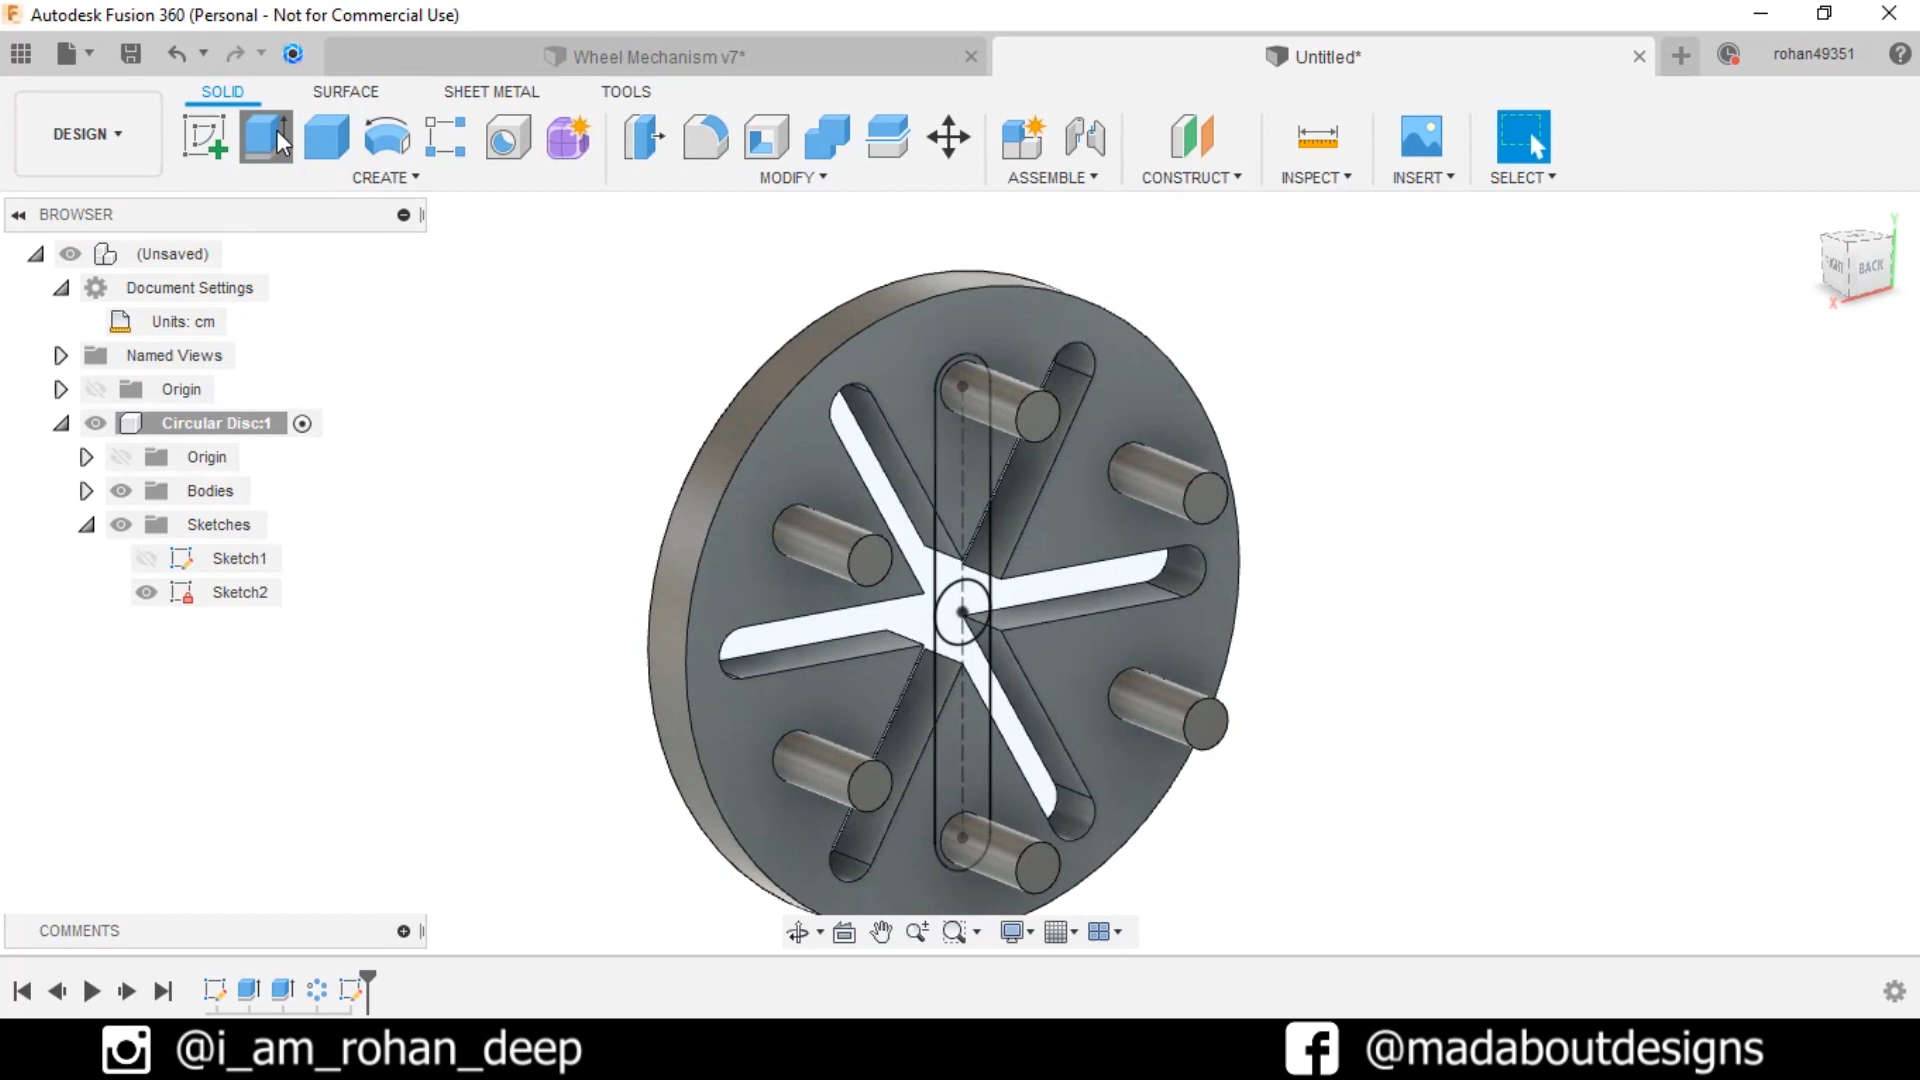 Autodesk Fusion 360 (Personal - Not for Commercial Use)
Wheel Mechanism v7*
Untitled*
rohan49351
DESIGN
SOLID
SURFACE
SHEET METAL
TOOLS
CREATE
MODIFY
ASSEMBLE
CONSTRUCT
INSPECT
INSERT
SELECT
BROWSER
(Unsaved)
Document Settings
Units: cm
Named Views
Origin
Circular Disc:1
Origin
Bodies
Sketches
Sketch1
Sketch2
Y
BACK
X
COMMENTS
@i_am_rohan_deep
@madaboutdesigns